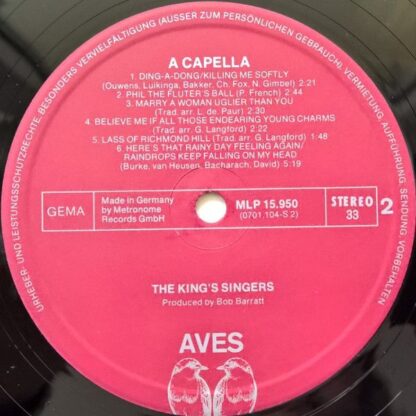 URHEBER- UND LEISTUNGSSCHUTZRECHTE, BESONDERS VERVIELFÄLTIGUNG (AUSSER ZUM PERSÖNLICHEN GEBRAUCH), VERMIETUNG, AUFFÜHRUNG, SENDUNG, VORBEHALTEN
A CAPELLA
1. DING-A-DONG/KILLING ME SOFTLY
(Ouwens, Luikinga, Bakker, Ch. Fox, N. Gimbel) 2:21
2. PHIL THE FLUTER'S BALL (P. French) 2:44
3. MARRY A WOMAN UGLIER THAN YOU
(Trad. arr. L. de Paur) 2:30
4. BELIEVE ME IF ALL THOSE ENDEARING YOUNG CHARMS
(Trad. arr. G. Langford) 2:22
5. LASS OF RICHMOND HILL (Trad. arr. G. Langford) 1:48
6. HERE'S THAT RAINY DAY FEELING AGAIN/
RAINDROPS KEEP FALLING ON MY HEAD
(Burke, van Heusen, Bacharach, David) 5:19
GEMA
Made in Germany
by Metronome
Records GmbH
MLP 15.950
(0701.104-S 2)
STEREO
33
2
THE KING'S SINGERS
Produced by Bob Barratt
AVES